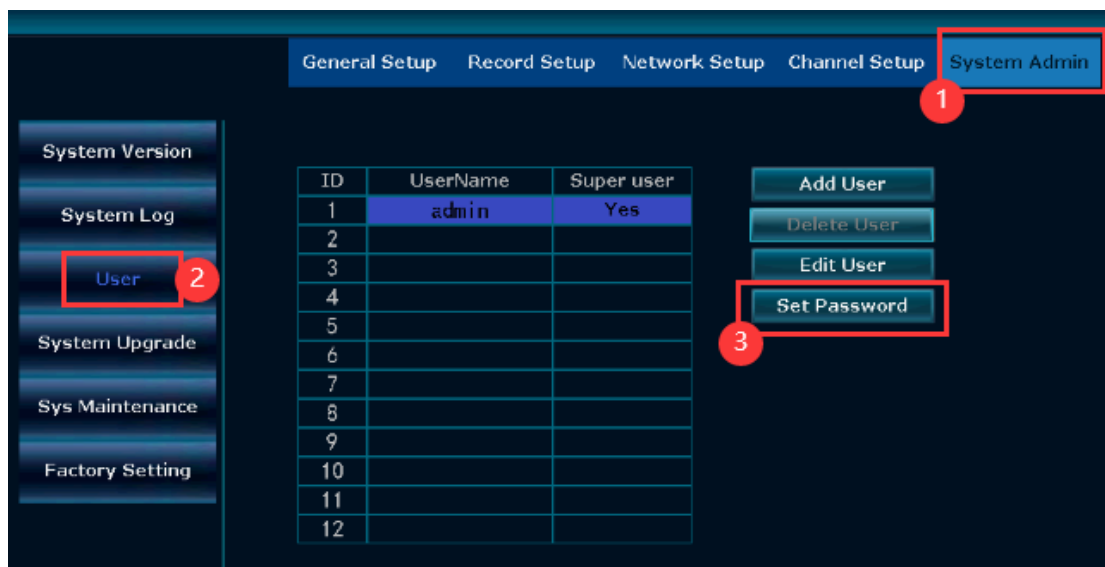 General Setup Record Setup Network Setup Channel Setup System Admin
1
System Version
System Log
User 2
System Upgrade
Sys Maintenance
Factory Setting
ID UserName Super user
1 admin Yes
2
3
4
5
6
7
8
9
10
11
12
Add User
Delete User
Edit User
Set Password
3